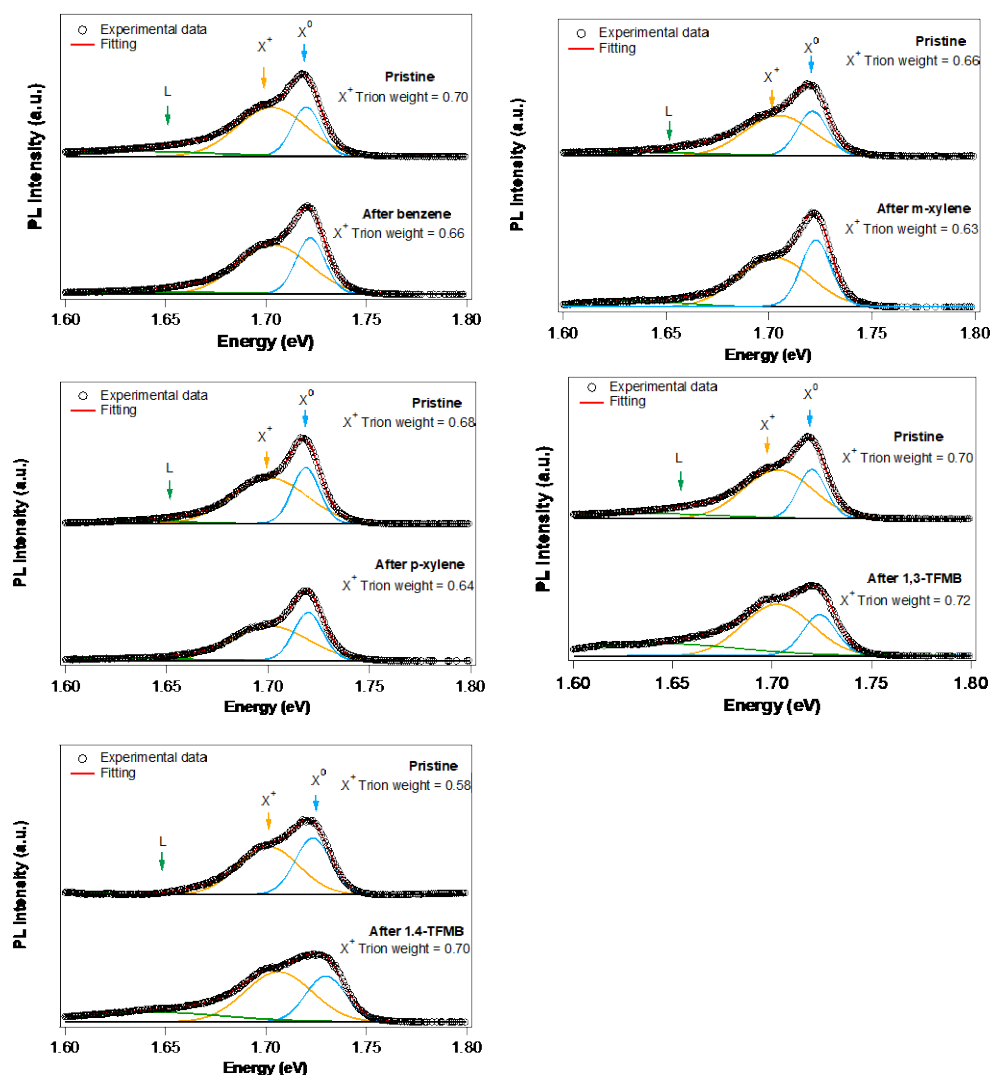 Experimental data
Fitting
X⁺
X⁰
Pristine
X⁺ Trion weight = 0.70
L
After benzene
X⁺ Trion weight = 0.66
PL Intensity (a.u.)
1.60 1.65 1.70 1.75 1.80
Energy (eV)
Experimental data
Fitting
X⁰
Pristine
X⁺ Trion weight = 0.66
X⁺
L
After m-xylene
X⁺ Trion weight = 0.63
PL Intensity (a.u.)
1.60 1.65 1.70 1.75 1.80
Energy (eV)
Experimental data
Fitting
X⁰
Pristine
X⁺ Trion weight = 0.68
X⁺
L
After p-xylene
X⁺ Trion weight = 0.64
PL Intensity (a.u.)
1.60 1.65 1.70 1.75 1.80
Energy (eV)
Experimental data
Fitting
X⁰
X⁺
Pristine
X⁺ Trion weight = 0.70
L
After 1,3-TFMB
X⁺ Trion weight = 0.72
PL Intensity (a.u.)
1.60 1.65 1.70 1.75 1.80
Energy (eV)
Experimental data
Fitting
Pristine
X⁰
X⁺ Trion weight = 0.58
X⁺
L
After 1.4-TFMB
X⁺ Trion weight = 0.70
PL Intensity (a.u.)
1.60 1.65 1.70 1.75 1.80
Energy (eV)